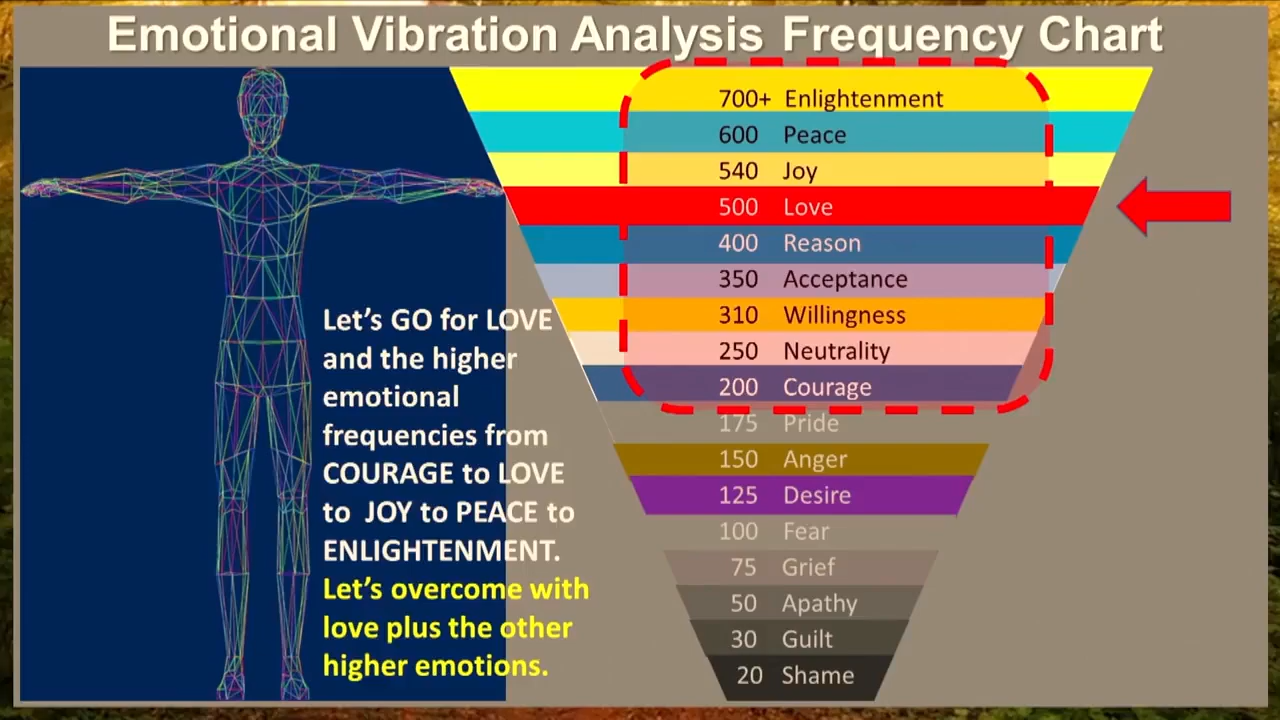 Emotional Vibration Analysis Frequency Chart
700+ Enlightenment
600 Peace
540 Joy
500 Love
400 Reason
350 Acceptance
310 Willingness
250 Neutrality
200 Courage
175 Pride
150 Anger
125 Desire
100 Fear
75 Grief
50 Apathy
30 Guilt
20 Shame
Let's GO for LOVE
and the higher
emotional
frequencies from
COURAGE to LOVE
to JOY to PEACE to
ENLIGHTENMENT.
Let's overcome with
love plus the other
higher emotions.